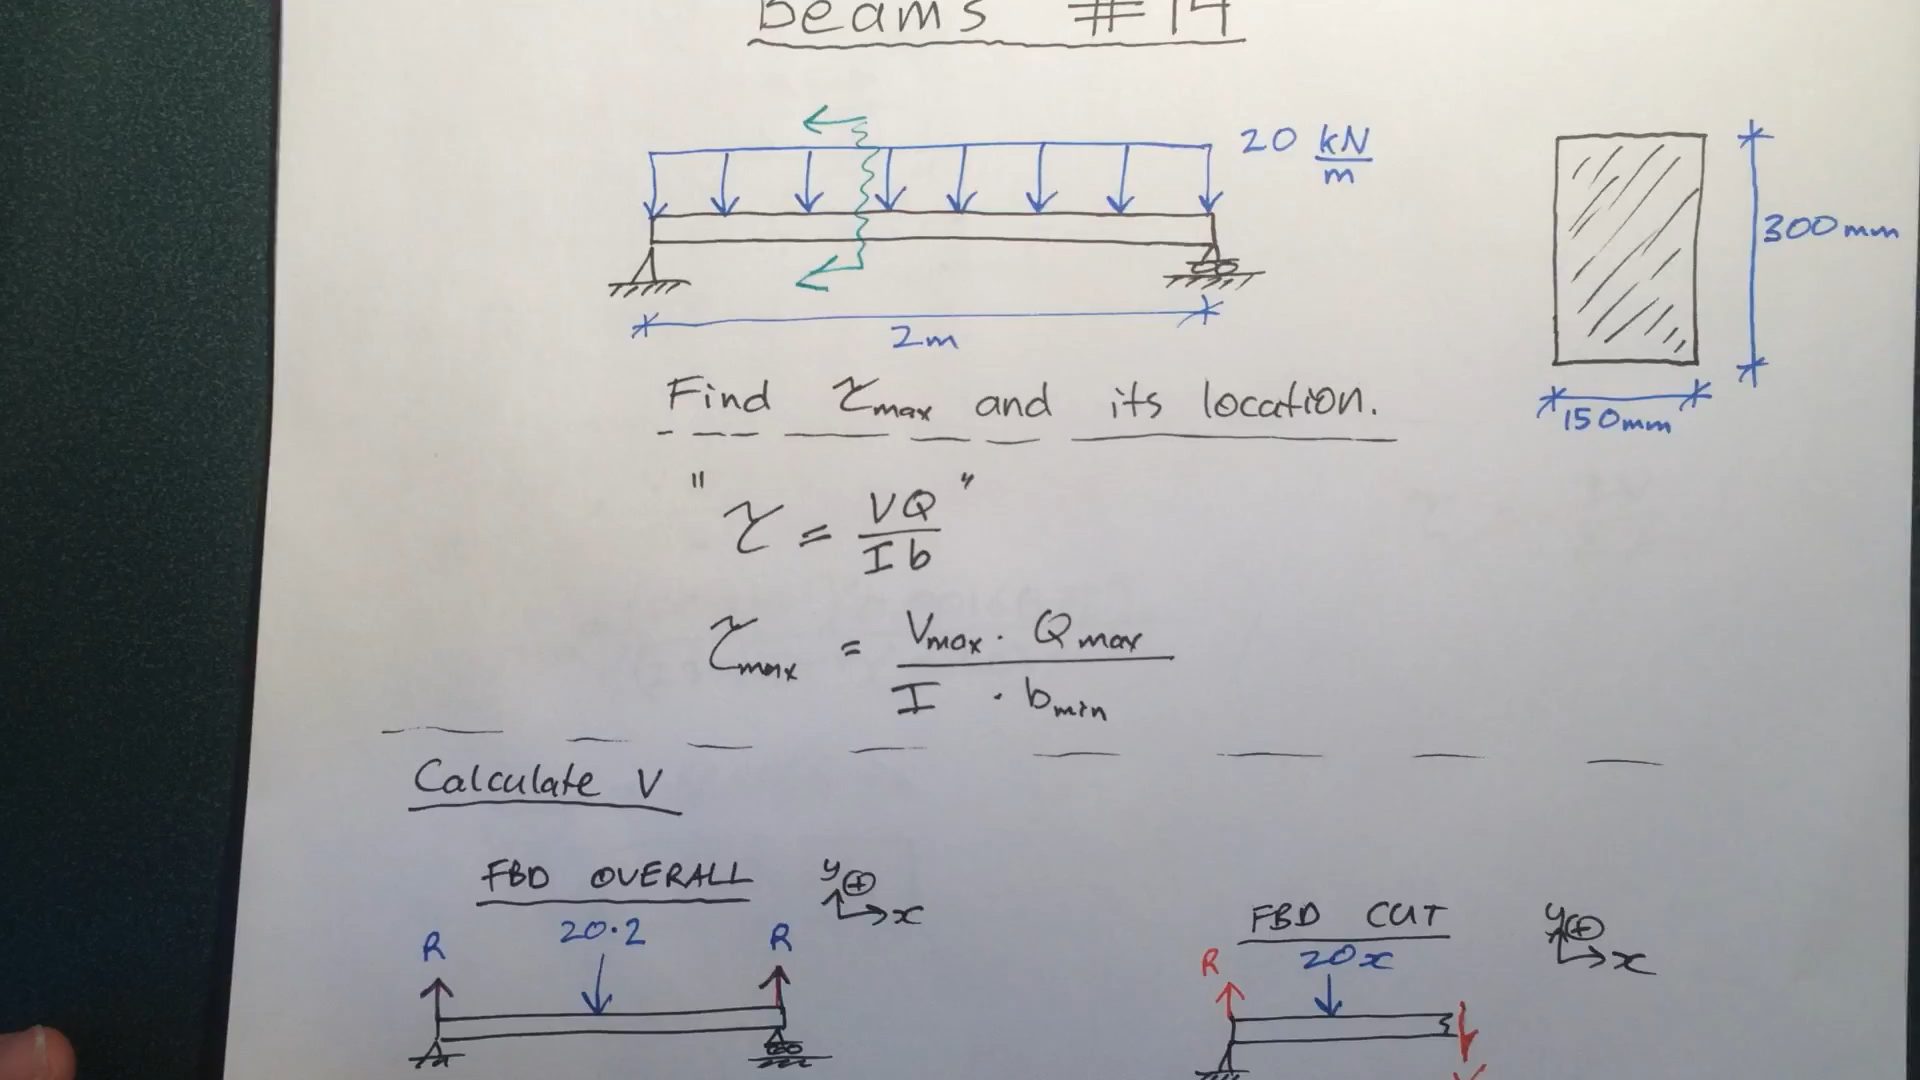 Beams #14
20 kN/m
300mm
150mm
2m
Find τmax and its location.
"τ = VQ/Ib"
τmax = Vmax · Qmax / I · bmin
Calculate V
FBD OVERALL
y + x
R 20·2 R
FBD CUT
y + x
R 20x
V